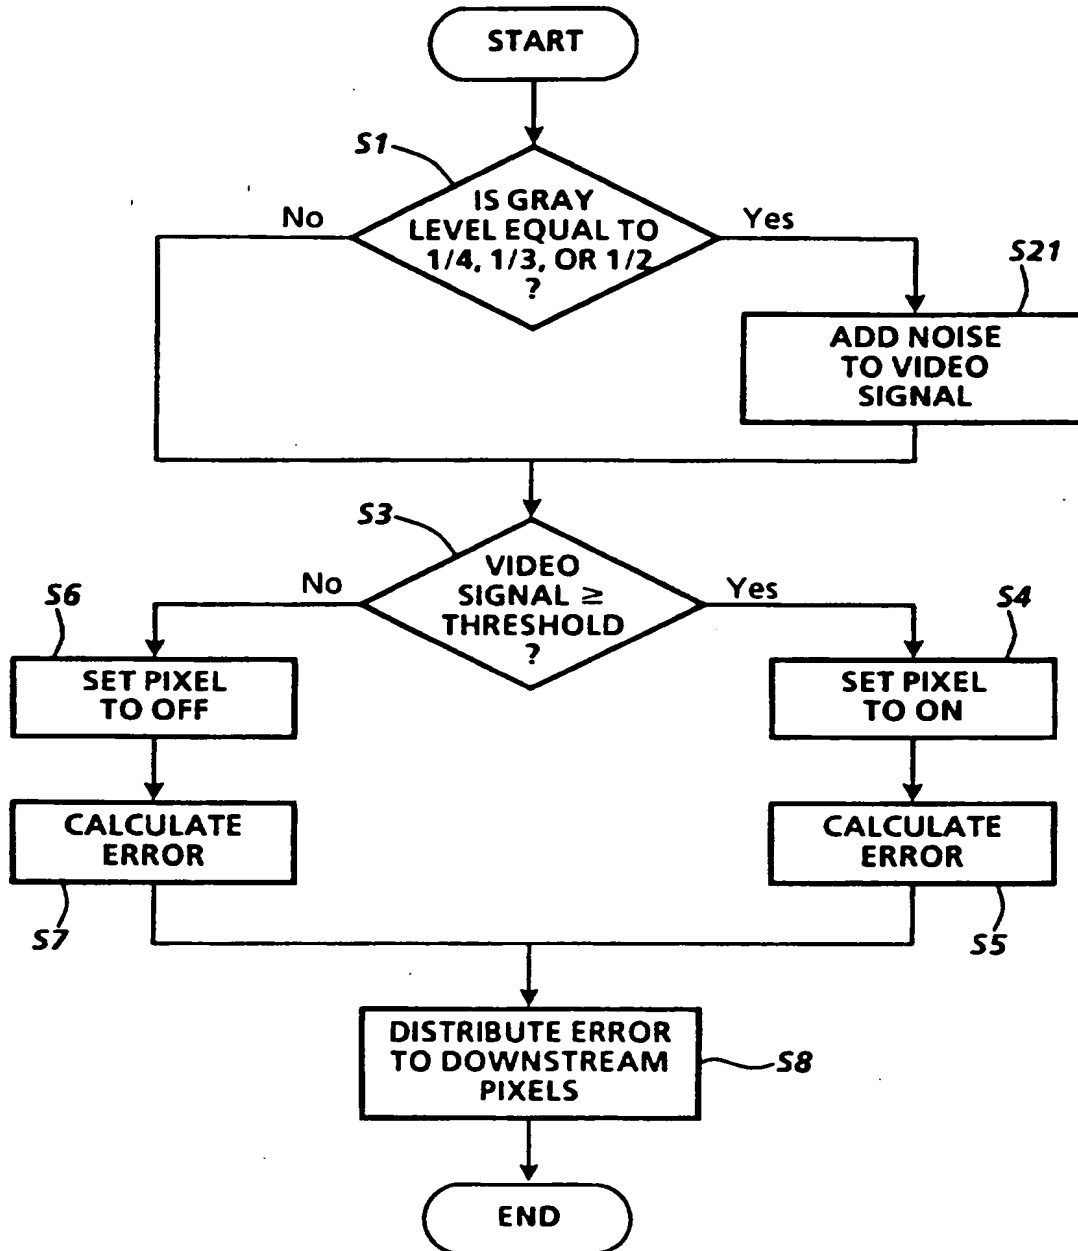 START
S1
IS GRAY
LEVEL EQUAL TO
1/4, 1/3, OR 1/2
?
No
Yes
S21
ADD NOISE
TO VIDEO
SIGNAL
S3
VIDEO
SIGNAL ≥
THRESHOLD
?
No
Yes
S6
SET PIXEL
TO OFF
S4
SET PIXEL
TO ON
CALCULATE
ERROR
S7
CALCULATE
ERROR
S5
DISTRIBUTE ERROR
TO DOWNSTREAM
PIXELS
S8
END